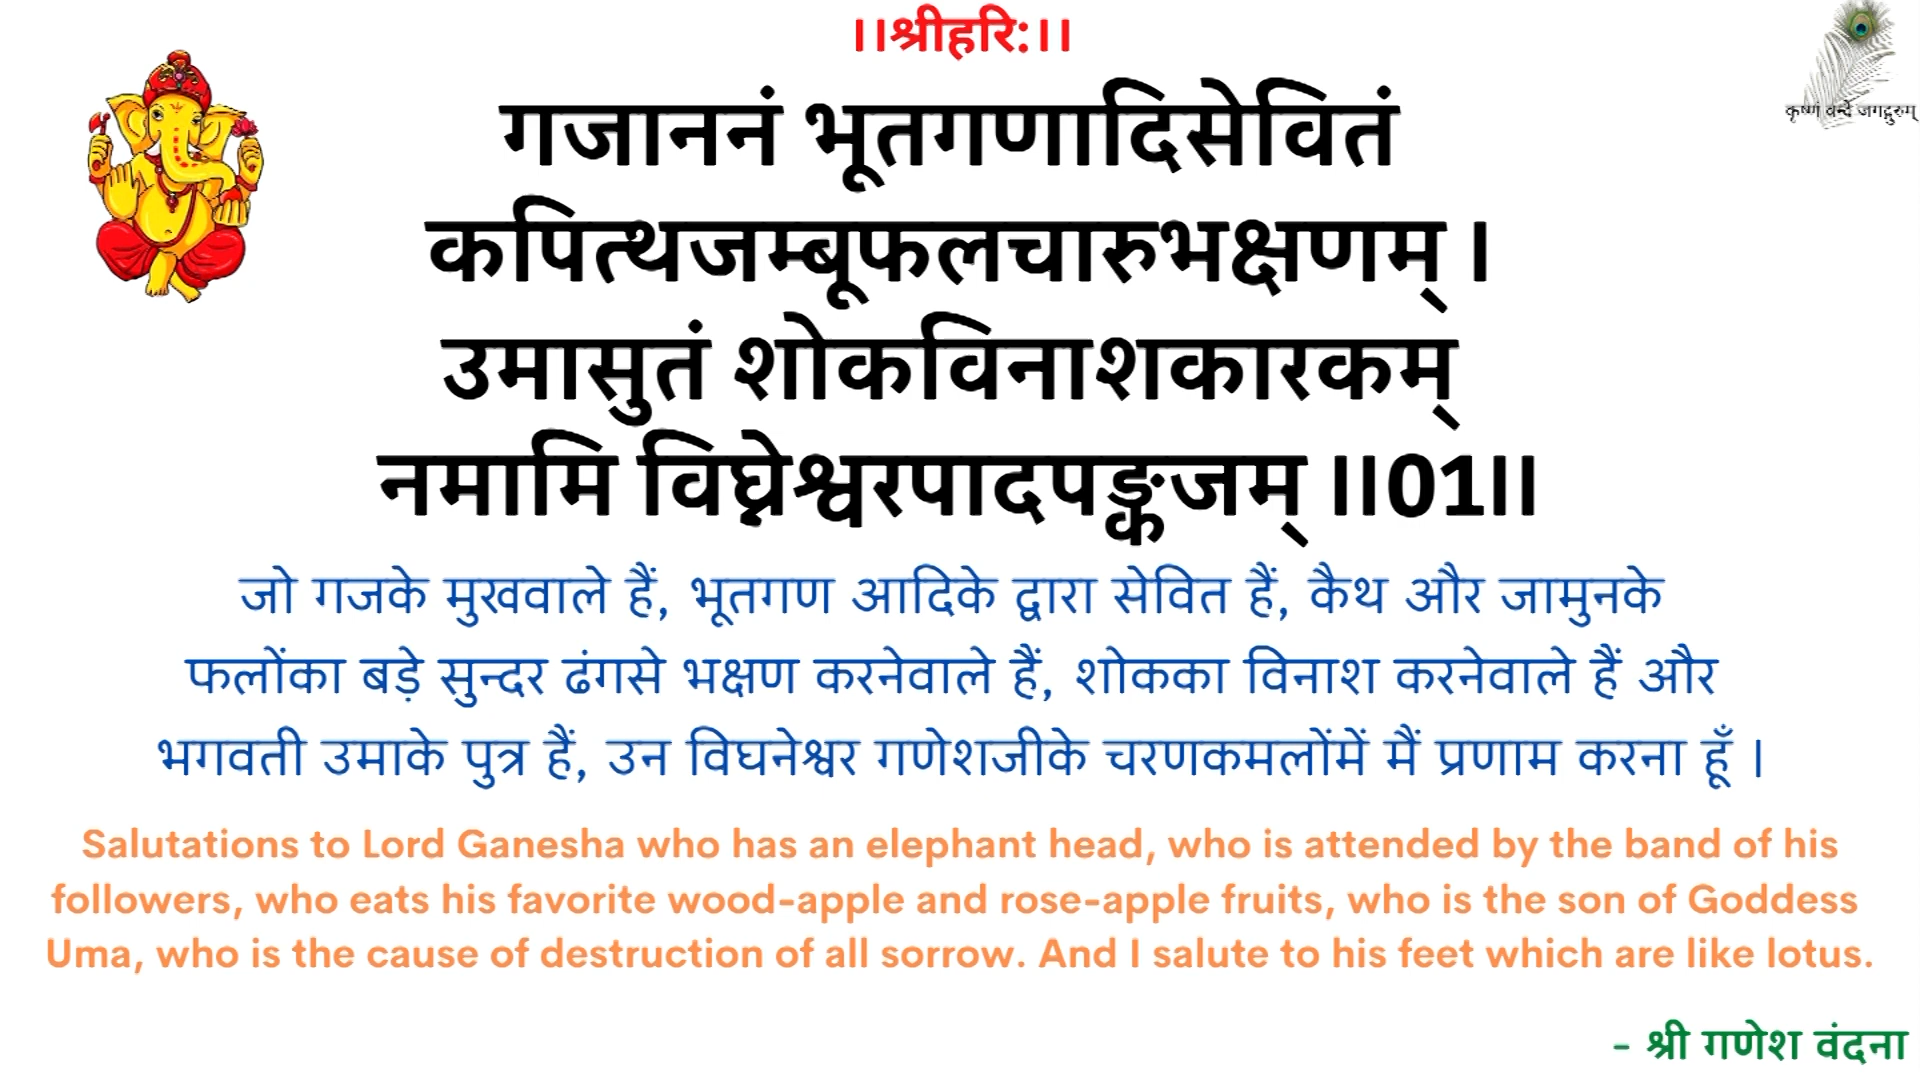 ।।श्रीहरि:।।
कृष्णं वन्दे जगद्गुरुम्
गजाननं भूतगणादिसेवितं
कपित्थजम्बूफलचारुभक्षणम् ।
उमासुतं शोकविनाशकारकम्
नमामि विघ्नेश्वरपादपङ्कजम् ।।01।।
जो गजके मुखवाले हैं, भूतगण आदिके द्वारा सेवित हैं, कैथ और जामुनके
फलोंका बड़े सुन्दर ढंगसे भक्षण करनेवाले हैं, शोकका विनाश करनेवाले हैं और
भगवती उमाके पुत्र हैं, उन विघनेश्वर गणेशजीके चरणकमलोंमें मैं प्रणाम करना हूँ ।
Salutations to Lord Ganesha who has an elephant head, who is attended by the band of his
followers, who eats his favorite wood-apple and rose-apple fruits, who is the son of Goddess
Uma, who is the cause of destruction of all sorrow. And I salute to his feet which are like lotus.
- श्री गणेश वंदना